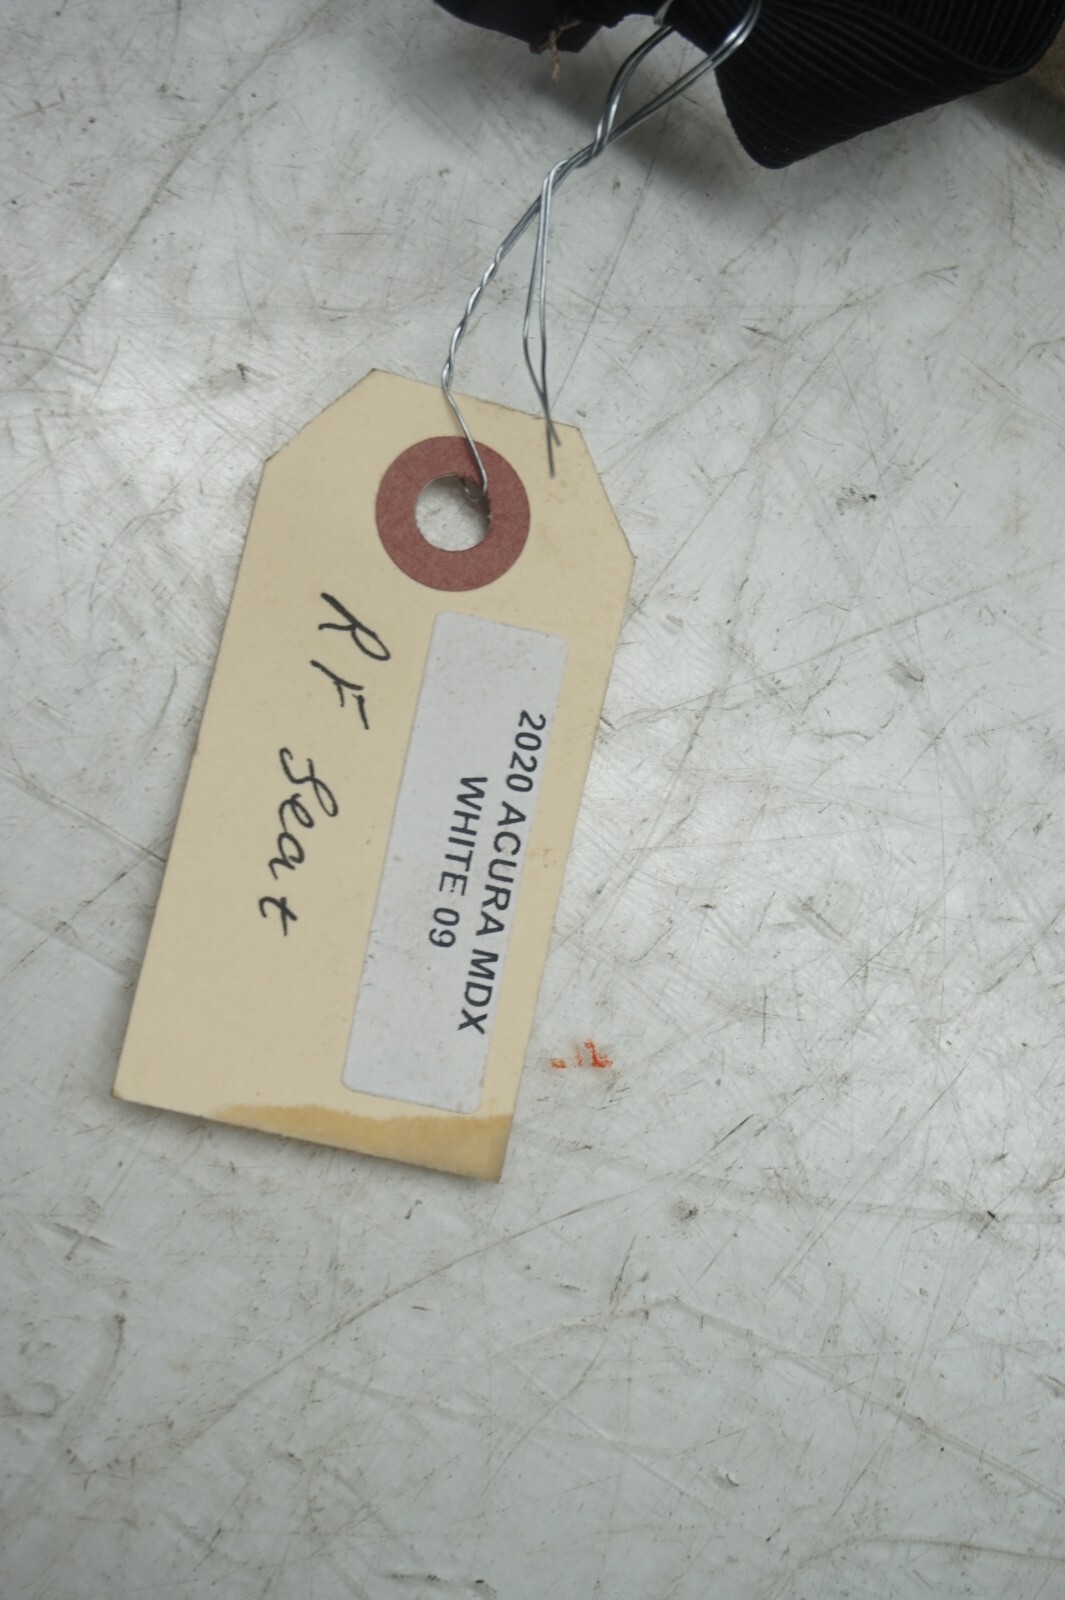 2020 ACURA MDX
WHITE 09
RF Seat